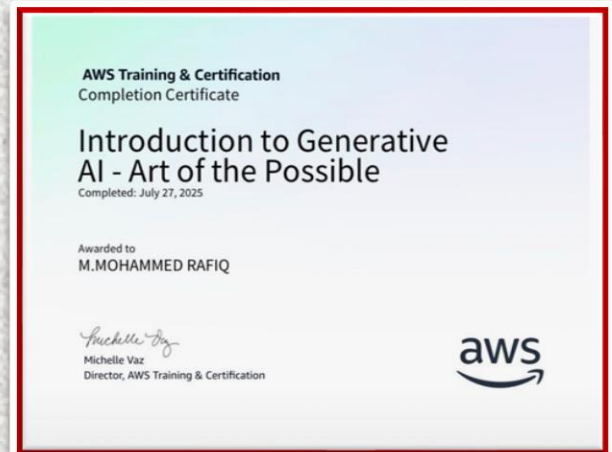 AWS Training & Certification
Completion Certificate
Introduction to Generative
AI - Art of the Possible
Completed: July 27, 2025
Awarded to
M.MOHAMMED RAFIQ
Michelle Vaz
Michelle Vaz
Director, AWS Training & Certification
aws